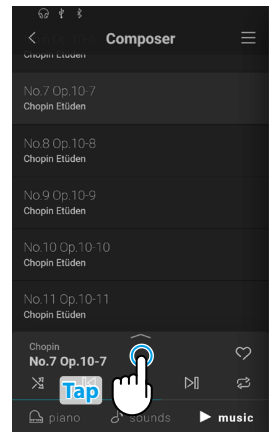 Composer
Chopin Etüden
No.7 Op.10-7
Chopin Etüden
No.8 Op.10-8
Chopin Etüden
No.9 Op.10-9
Chopin Etüden
No.10 Op.10-10
Chopin Etüden
No.11 Op.10-11
Chopin Etüden
Chopin
No.7 Op.10-7
Tap
piano
sounds
music